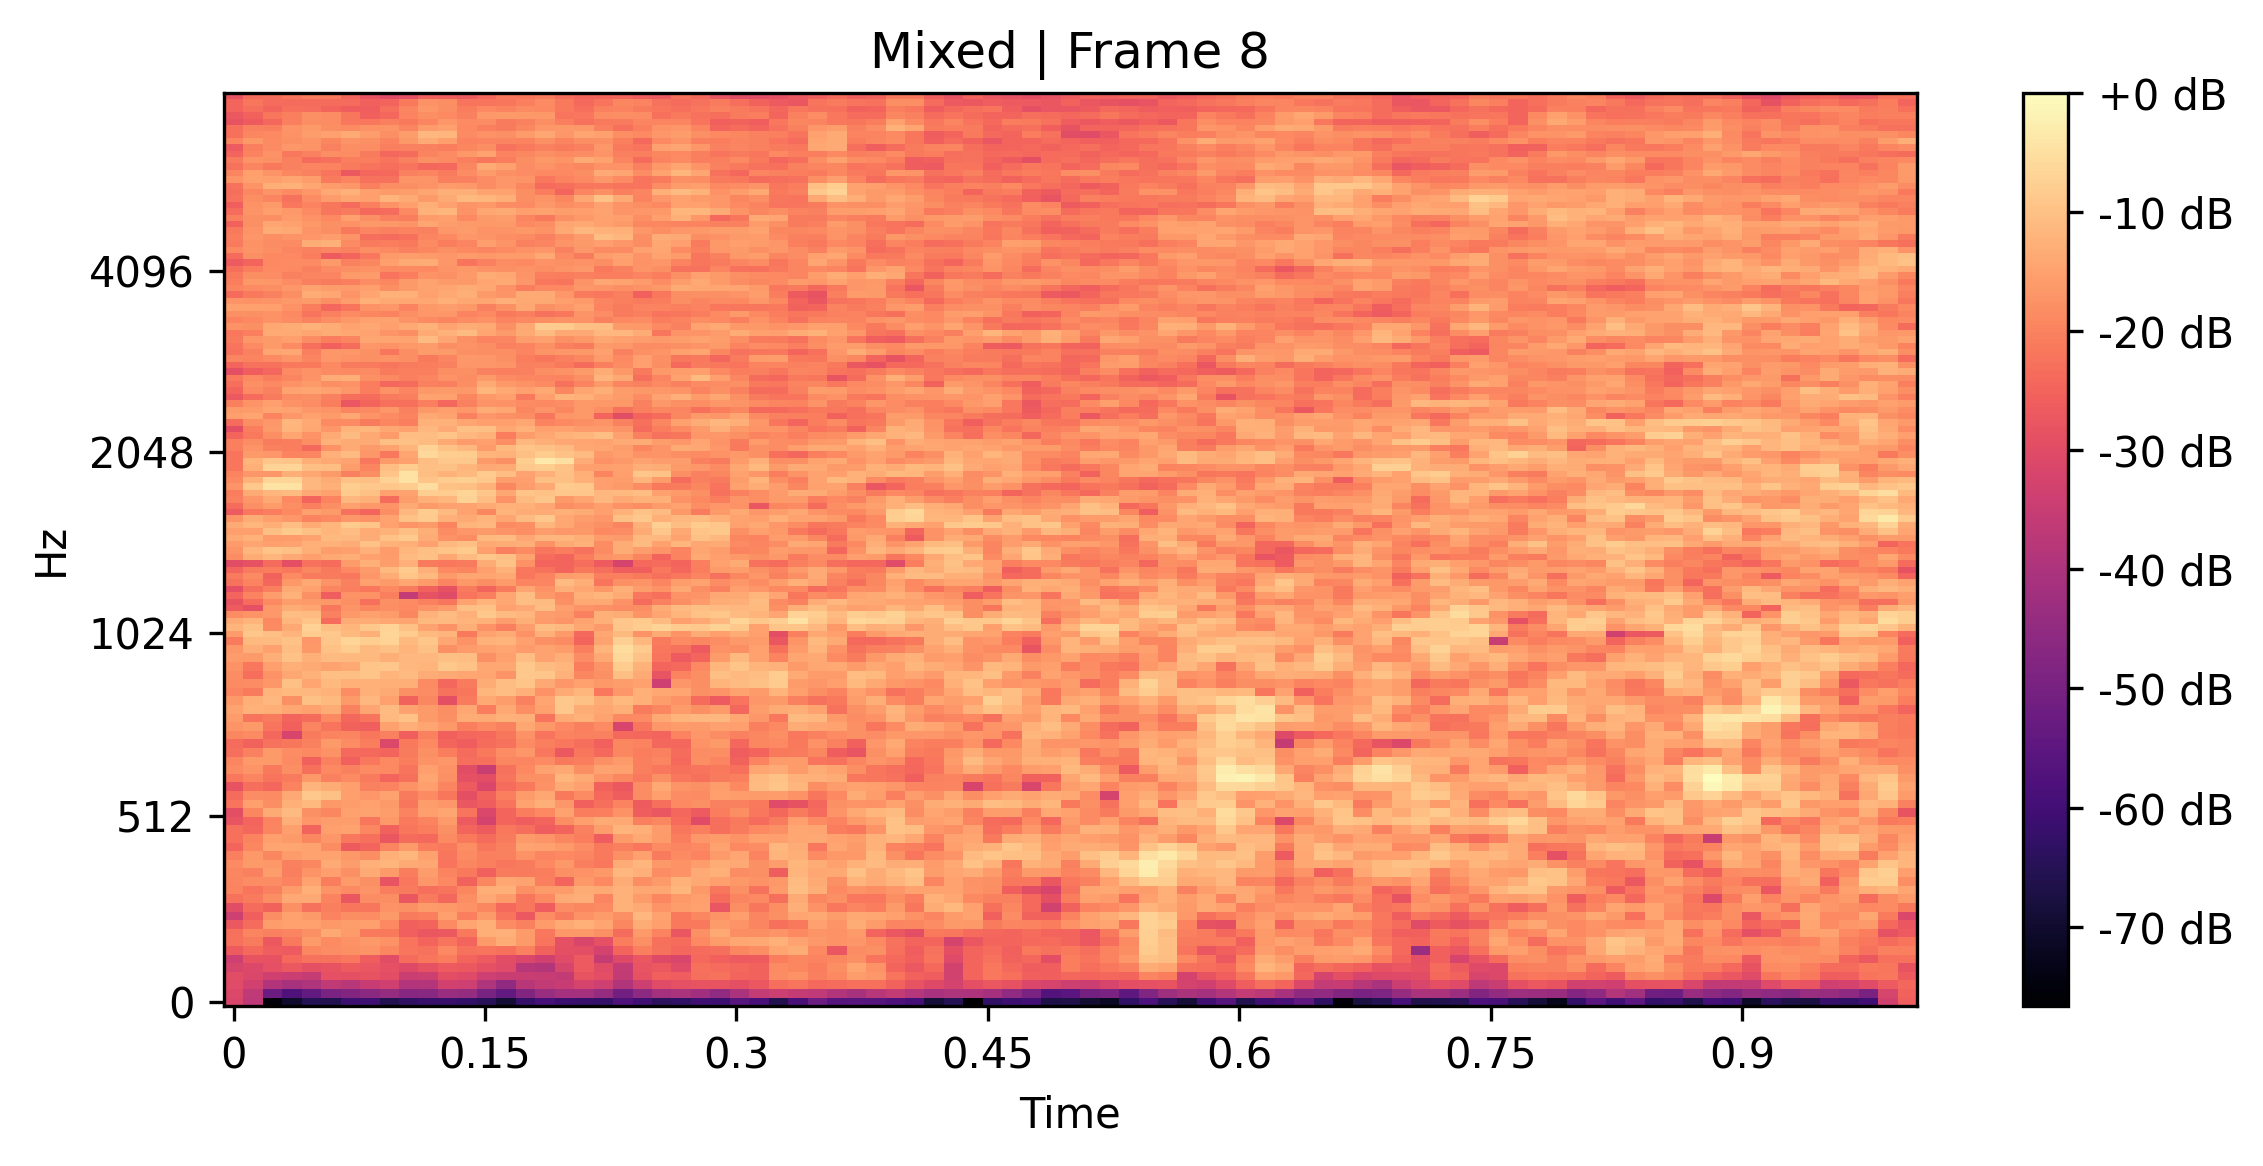 Mixed | Frame 8
+0 dB
-10 dB
-20 dB
-30 dB
-40 dB
-50 dB
-60 dB
-70 dB
Hz
4096
2048
1024
512
0
0 0.15 0.3 0.45 0.6 0.75 0.9
Time